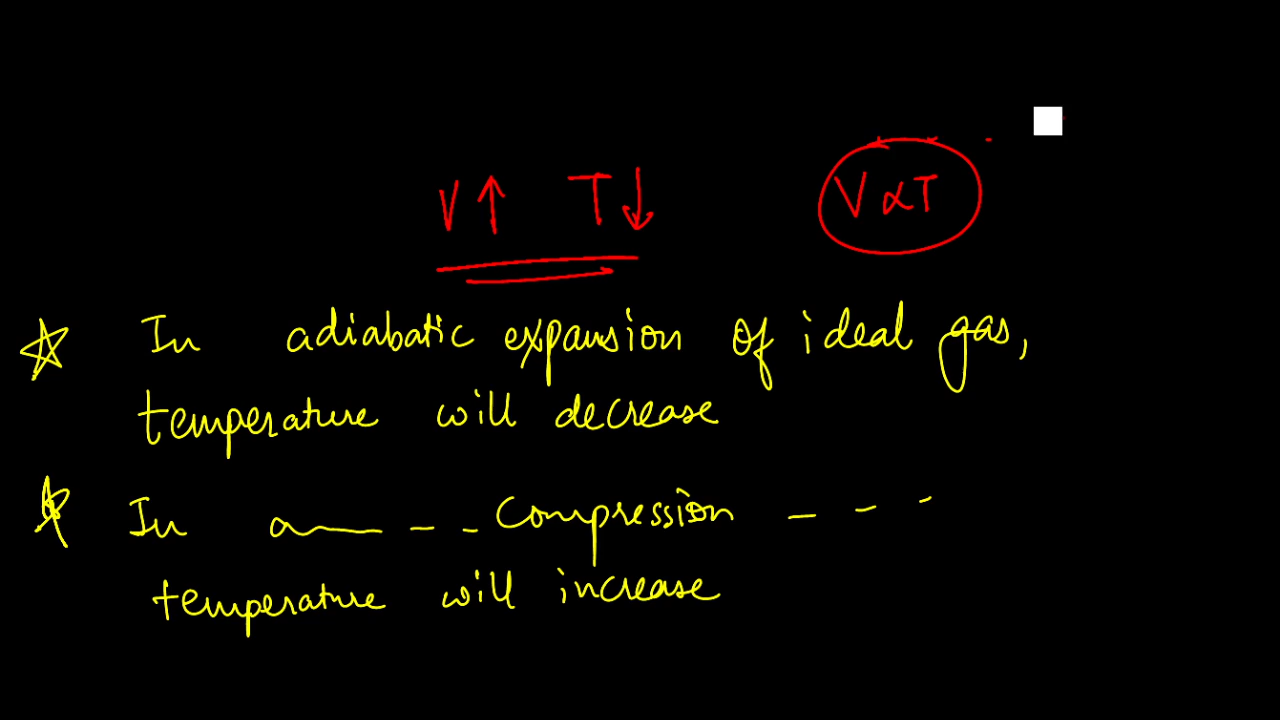 V↑ T↓ V∝T
☆ In adiabatic expansion of ideal gas,
temperature will decrease
☆ In a—— - - Compression - - -
temperature will increase